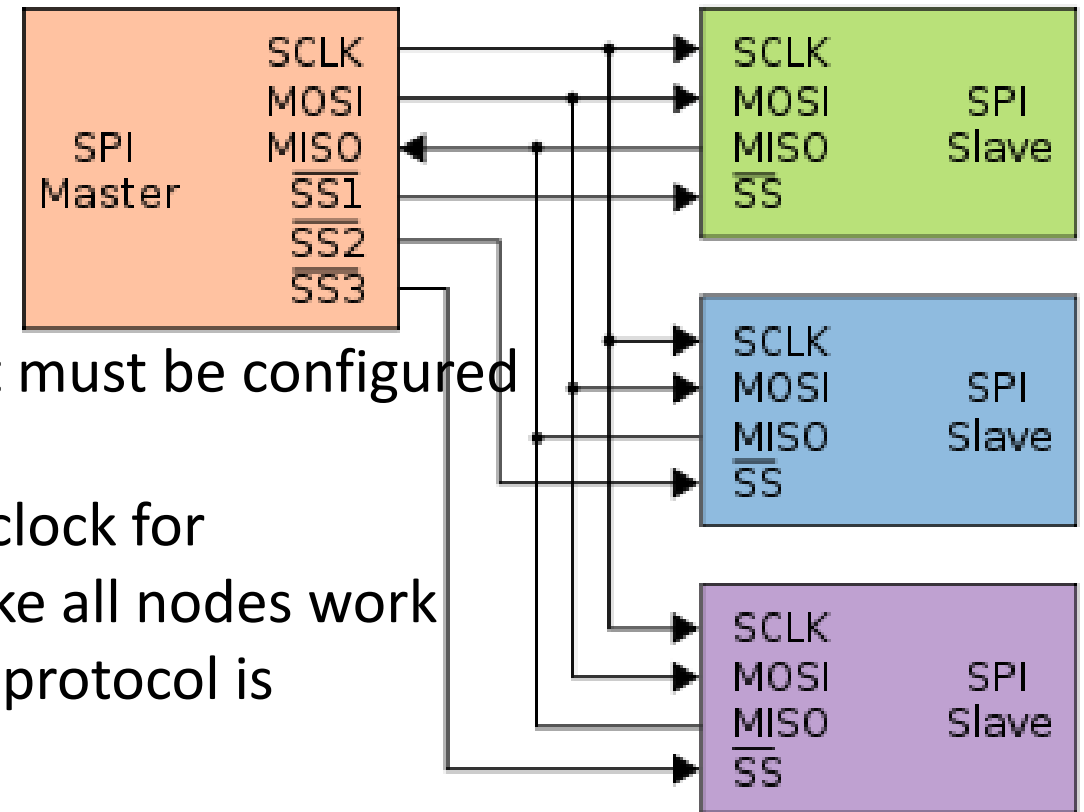 SCLK
MOSI
MISO
SS1
SS2
SS3
SPI
Master
SCLK
MOSI
MISO
SS
SPI
Slave
must be configured
SCLK
MOSI
MISO
SS
SPI
Slave
clock for
ke all nodes work
protocol is
SCLK
MOSI
MISO
SS
SPI
Slave